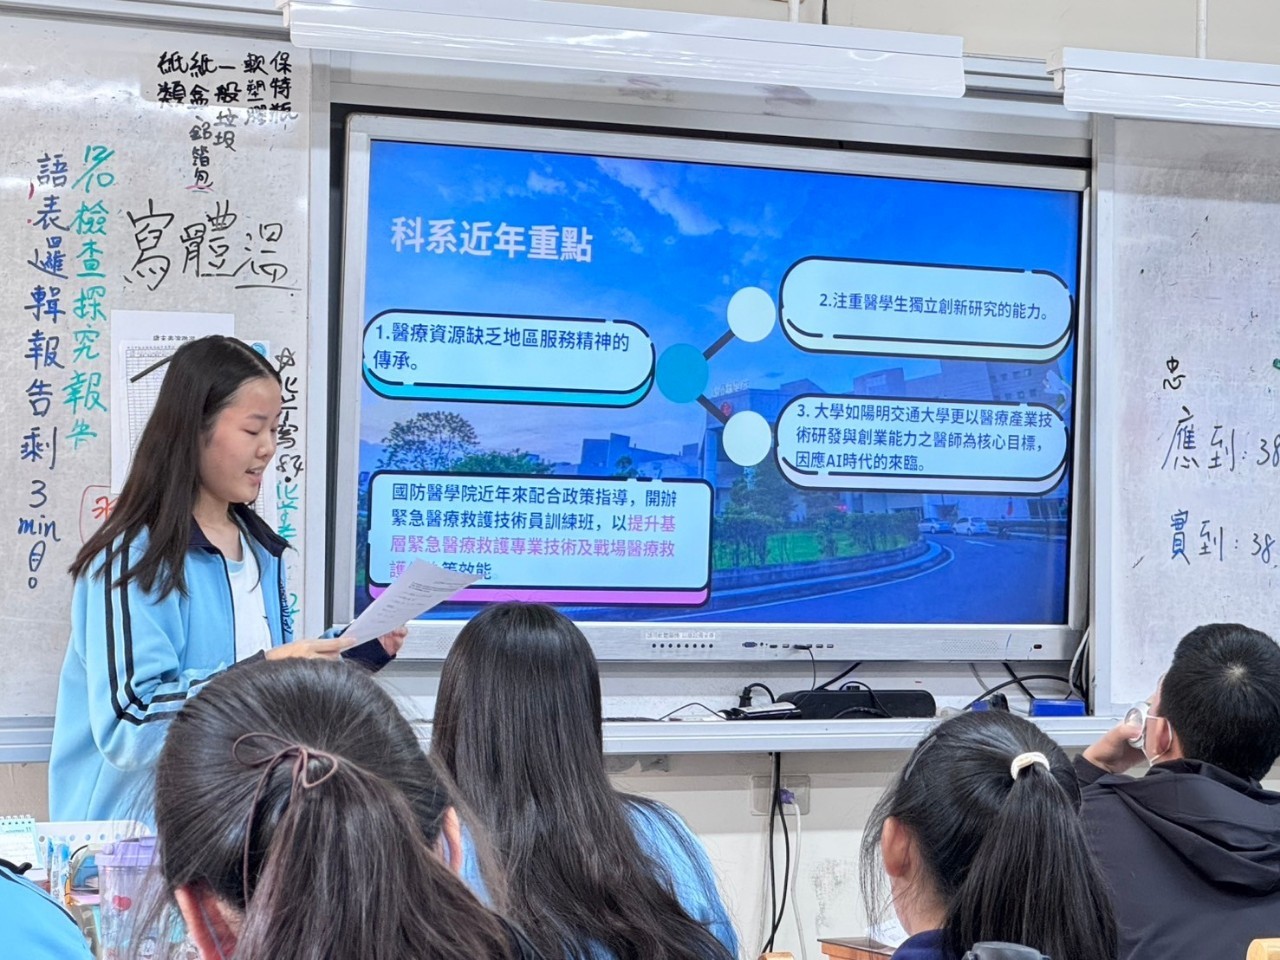 保特瓶
軟塑膠
一般垃圾
紙盒鋁箔包
紙類
12/10 檢查探究報告
語表邏輯報告剩3min目。
寫體溫
科系近年重點
1.醫療資源缺乏地區服務精神的
傳承。
2.注重醫學生獨立創新研究的能力。
3. 大學如陽明交通大學更以醫療產業技
術研發與創業能力之醫師為核心目標，
因應AI時代的來臨。
國防醫學院近年來配合政策指導，開辦
緊急醫療救護技術員訓練班，以提升基
層緊急醫療救護專業技術及戰場醫療救
護
效能。
忠
應到:38
實到:38